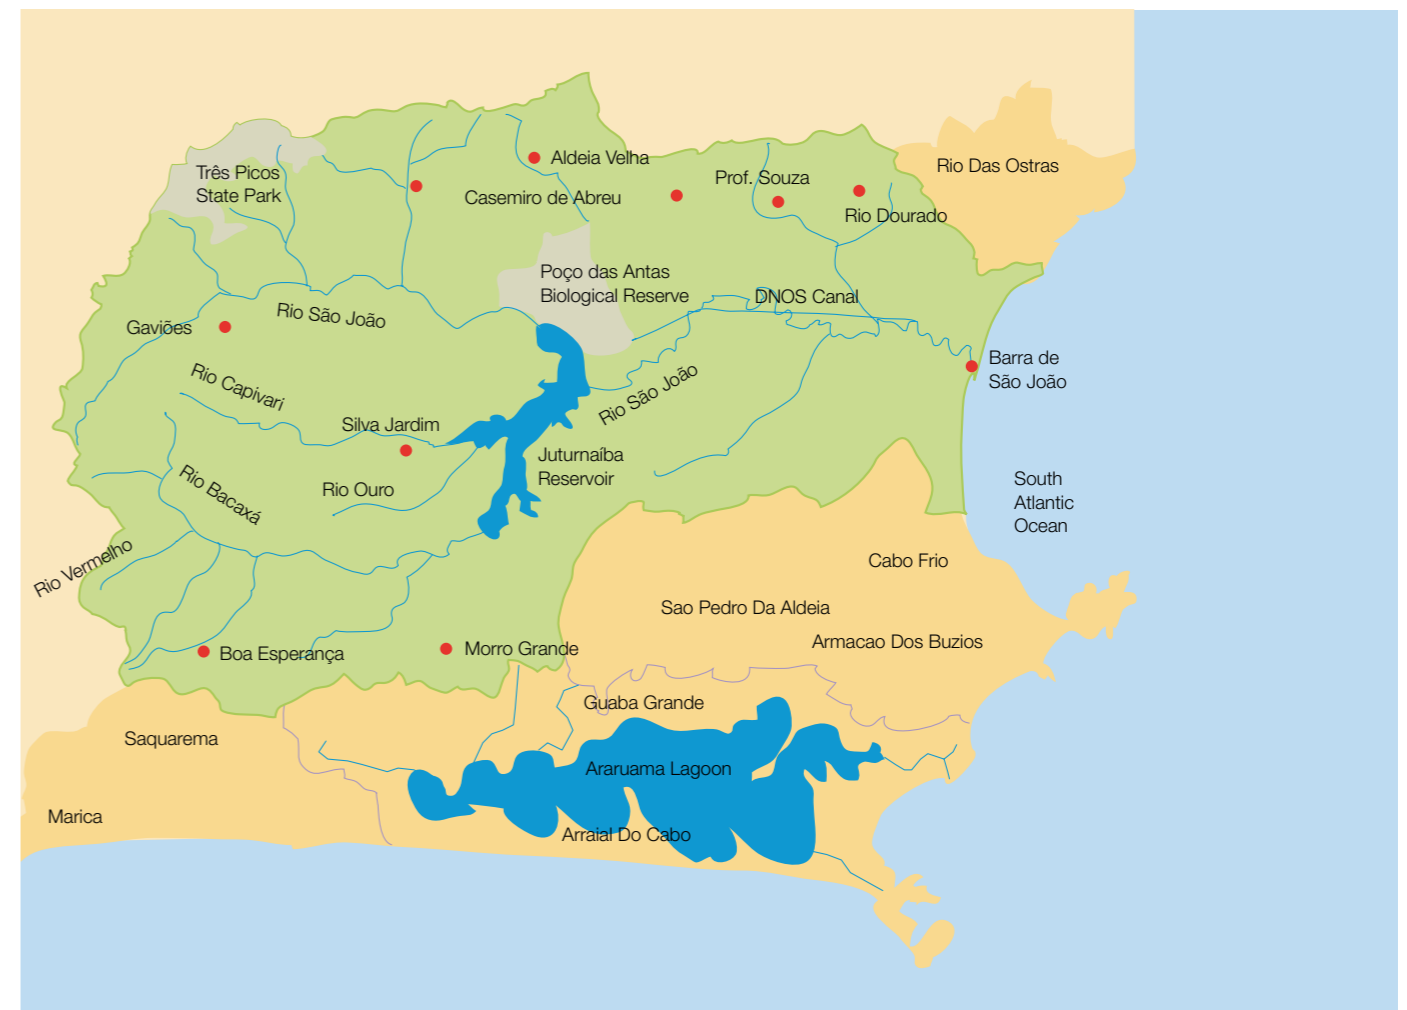 Aldeia Velha
Rio Das Ostras
Três Picos
State Park
Prof. Souza
Casemiro de Abreu
Rio Dourado
Poço das Antas
Biological Reserve
DNOS Canal
Rio São João
Gaviões
Barra de
São João
Rio Capivari
Rio São João
Silva Jardim
Juturnaíba
Reservoir
South
Atlantic
Ocean
Rio Ouro
Rio Bacaxá
Rio Vermelho
Cabo Frio
Sao Pedro Da Aldeia
Armacao Dos Buzios
Boa Esperança
Morro Grande
Guaba Grande
Saquarema
Araruama Lagoon
Marica
Arraial Do Cabo